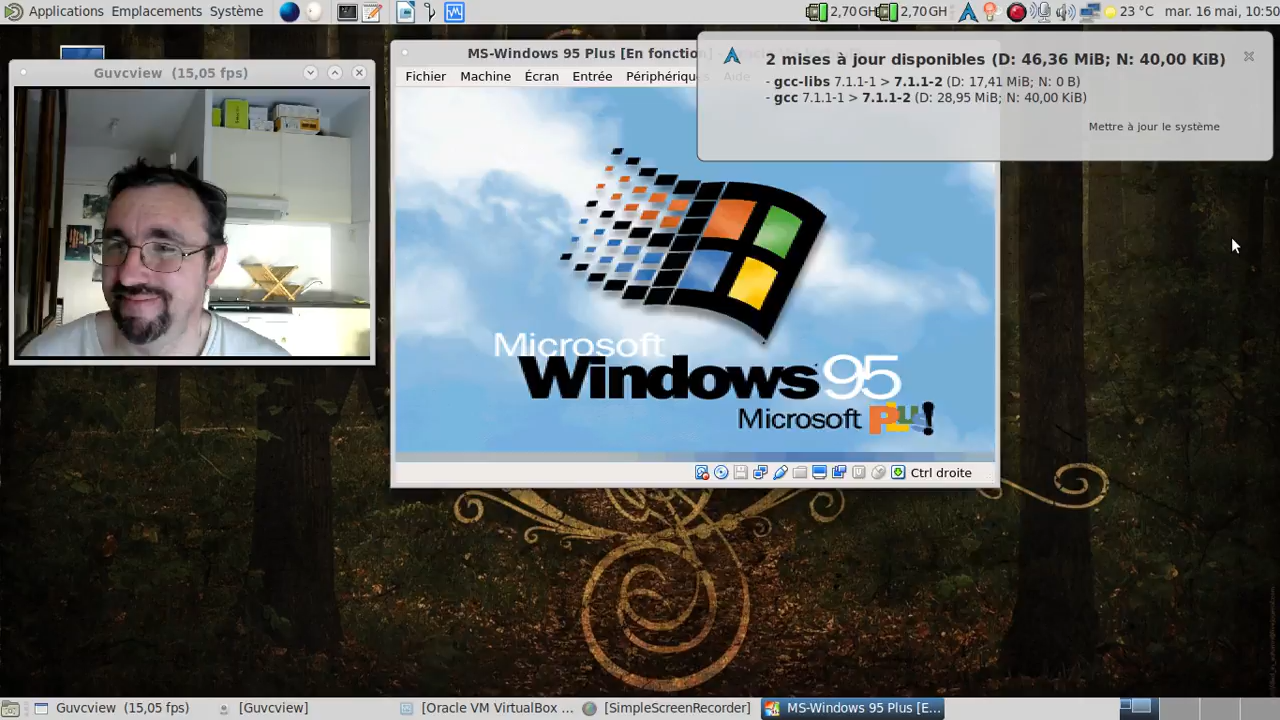 Applications Emplacements Système
2,70 GH 2,70 GH
23 °C mar. 16 mai, 10:50
Guvcview (15,05 fps)
MS-Windows 95 Plus [En fonction
Fichier Machine Écran Entrée Périphériques Aide
2 mises à jour disponibles (D: 46,36 MiB; N: 40,00 KiB)
- gcc-libs 7.1.1-1 > 7.1.1-2 (D: 17,41 MiB; N: 0 B)
- gcc 7.1.1-1 > 7.1.1-2 (D: 28,95 MiB; N: 40,00 KiB)
Mettre à jour le système
Microsoft
Windows 95
Microsoft Plus!
Ctrl droite
Guvcview (15,05 fps) [Guvcview] [Oracle VM VirtualBox ... [SimpleScreenRecorder] MS-Windows 95 Plus [E...